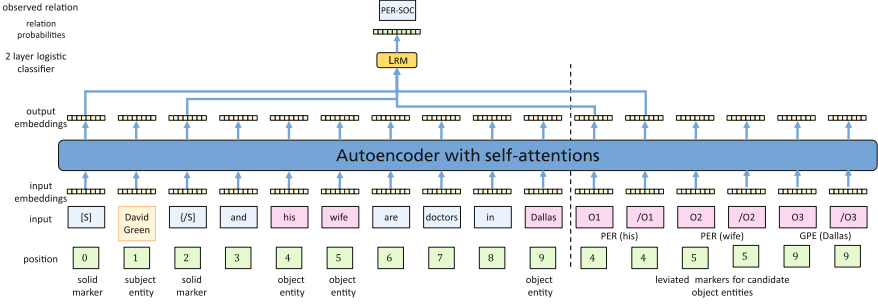 observed relation
PER-SOC
relation
probabilities
2 layer logistic
classifier
LRM
output
embeddings
Autoencoder with self-attentions
input
embeddings
input
[S]
David
Green
[/S]
and
his
wife
are
doctors
in
Dallas
O1
/O1
O2
/O2
O3
/O3
PER (his)
PER (wife)
GPE (Dallas)
position
0
1
2
3
4
5
6
7
8
9
4
4
5
5
9
9
solid
marker
subject
entity
solid
marker
object
entity
object
entity
object
entity
leviated markers for candidate
object entities